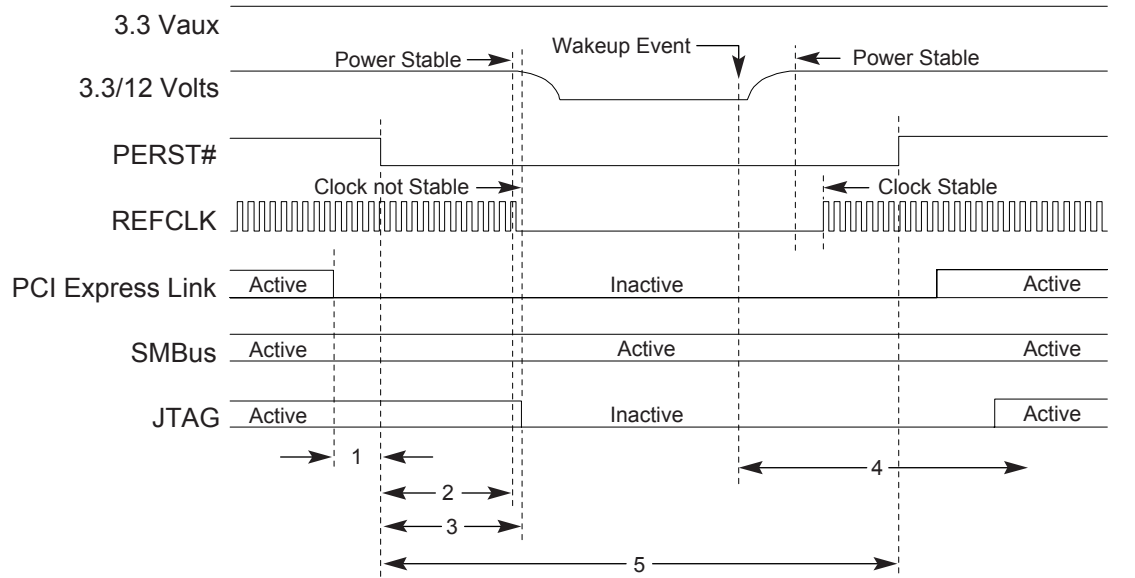 3.3 Vaux
Wakeup Event
Power Stable
Power Stable
3.3/12 Volts
PERST#
Clock not Stable
Clock Stable
REFCLK
PCI Express Link
Active
Inactive
Active
SMBus
Active
Active
Active
JTAG
Active
Inactive
Active
1
4
2
3
5